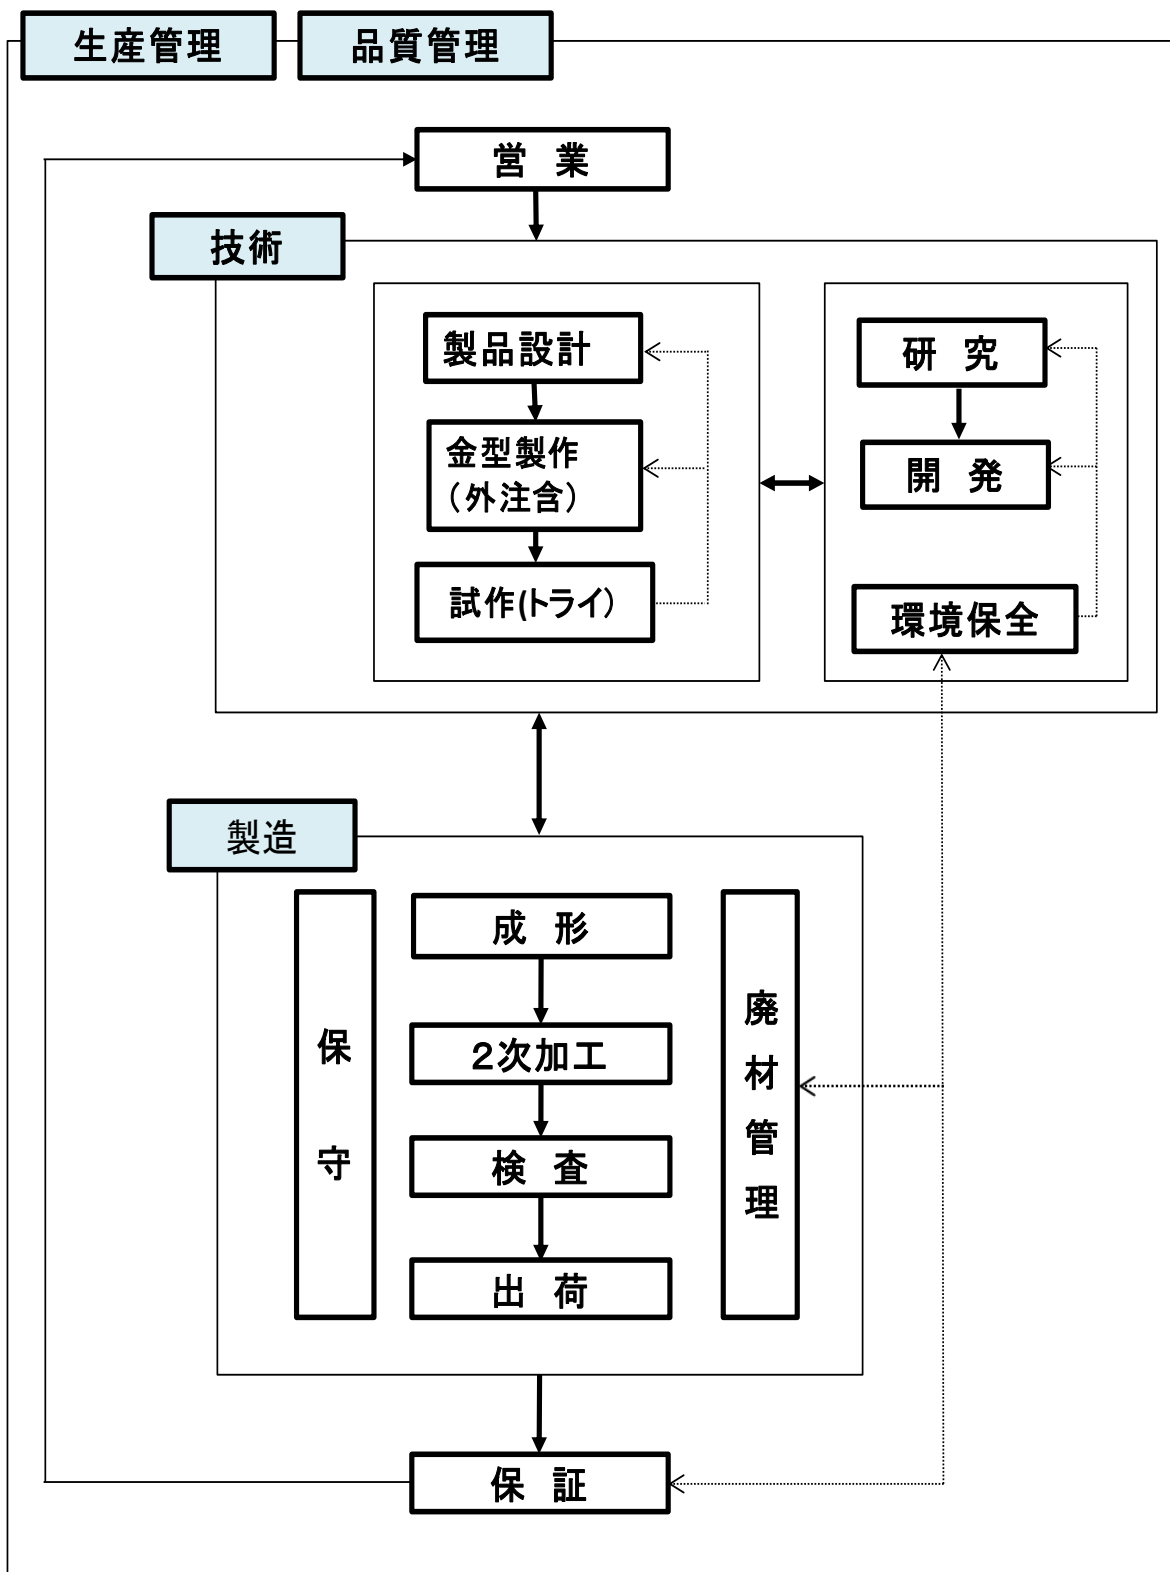 生産管理
品質管理
営　業
技術
製品設計
金型製作
（外注含）
試作(トライ）
研　究
開　発
環境保全
製造
保守
成　形
２次加工
検　査
出　荷
廃材管理
保　証